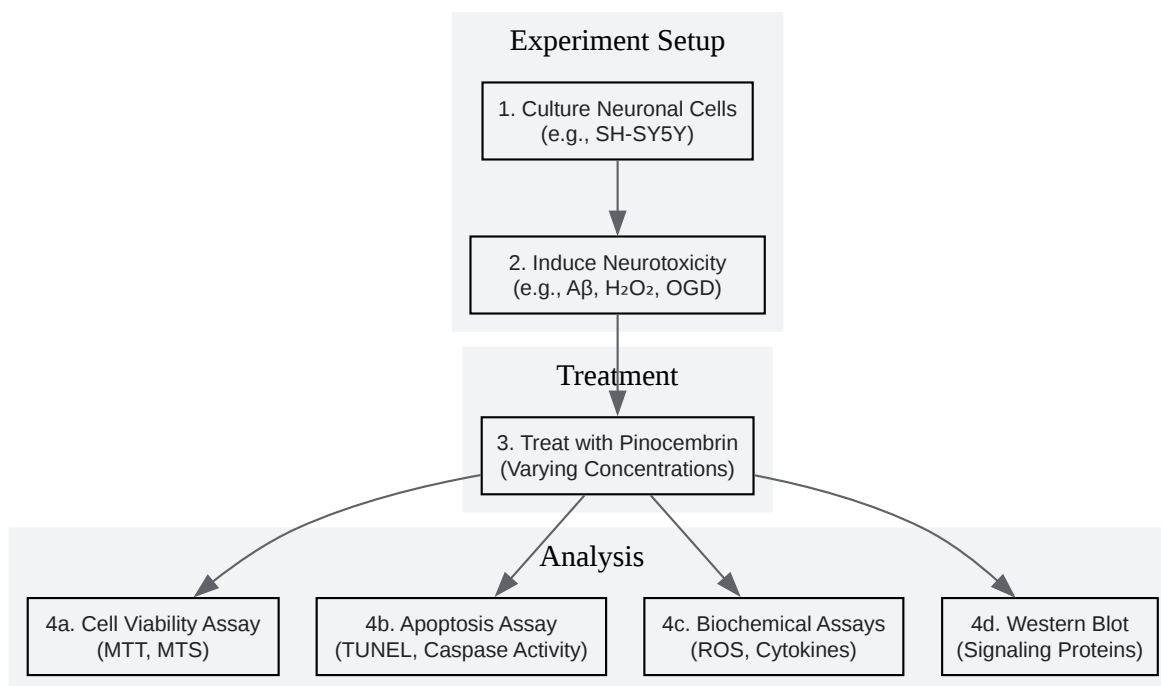 Experiment Setup
1. Culture Neuronal Cells
(e.g., SH-SY5Y)
2. Induce Neurotoxicity
(e.g., Aβ, H₂O₂, OGD)
Treatment
3. Treat with Pinocembrin
(Varying Concentrations)
Analysis
4a. Cell Viability Assay
(MTT, MTS)
4b. Apoptosis Assay
(TUNEL, Caspase Activity)
4c. Biochemical Assays
(ROS, Cytokines)
4d. Western Blot
(Signaling Proteins)